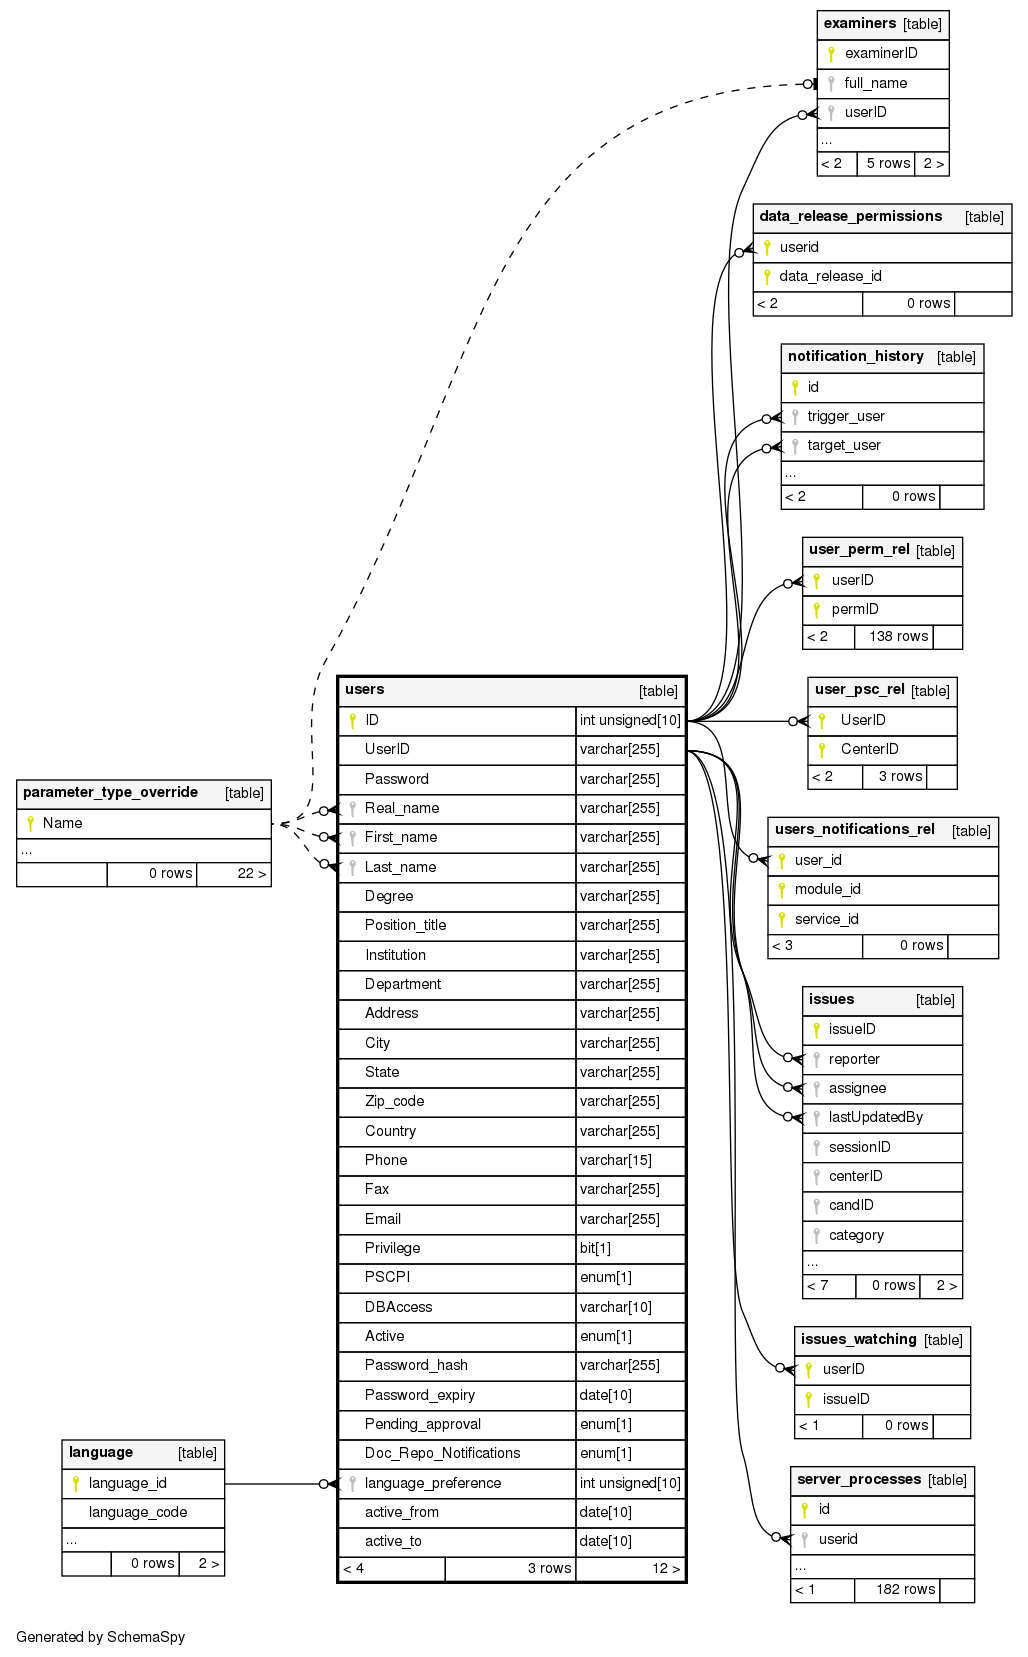 examiners [table]
examinerID
full_name
userID
...
< 2 5 rows 2 >
data_release_permissions [table]
userid
data_release_id
< 2 0 rows
notification_history [table]
id
trigger_user
target_user
...
< 2 0 rows
user_perm_rel [table]
userID
permID
< 2 138 rows
user_psc_rel [table]
UserID
CenterID
< 2 3 rows
users_notifications_rel [table]
user_id
module_id
service_id
< 3 0 rows
issues [table]
issueID
reporter
assignee
lastUpdatedBy
sessionID
centerID
candID
category
...
< 7 0 rows 2 >
issues_watching [table]
userID
issueID
< 1 0 rows
server_processes [table]
id
userid
...
< 1 182 rows
users [table]
ID int unsigned[10]
UserID varchar[255]
Password varchar[255]
Real_name varchar[255]
First_name varchar[255]
Last_name varchar[255]
Degree varchar[255]
Position_title varchar[255]
Institution varchar[255]
Department varchar[255]
Address varchar[255]
City varchar[255]
State varchar[255]
Zip_code varchar[255]
Country varchar[255]
Phone varchar[15]
Fax varchar[255]
Email varchar[255]
Privilege bit[1]
PSCPI enum[1]
DBAccess varchar[10]
Active enum[1]
Password_hash varchar[255]
Password_expiry date[10]
Pending_approval enum[1]
Doc_Repo_Notifications enum[1]
language_preference int unsigned[10]
active_from date[10]
active_to date[10]
< 4 3 rows 12 >
parameter_type_override [table]
Name
...
0 rows 22 >
language [table]
language_id
language_code
...
0 rows 2 >
Generated by SchemaSpy